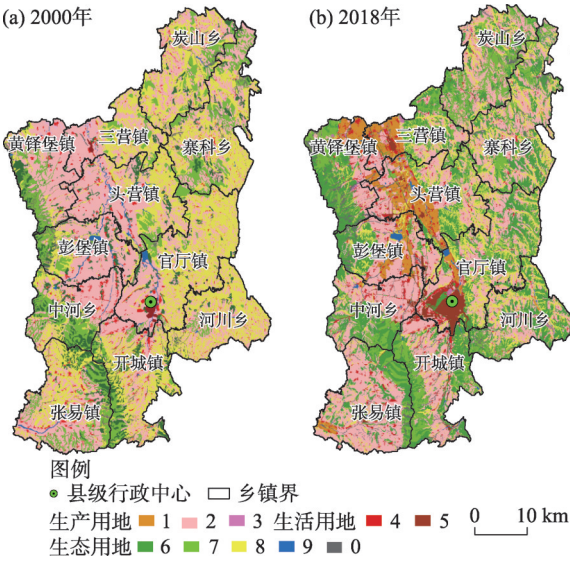 (a) 2000年
(b) 2018年
炭山乡
黄铎堡镇
三营镇
寨科乡
头营镇
彭堡镇
官厅镇
中河乡
河川乡
开城镇
张易镇
炭山乡
黄铎堡镇
三营镇
寨科乡
头营镇
彭堡镇
官厅镇
中河乡
河川乡
开城镇
张易镇
图例
县级行政中心 乡镇界
生产用地 1 2 3 生活用地 4 5 0 10 km
生态用地 6 7 8 9 0